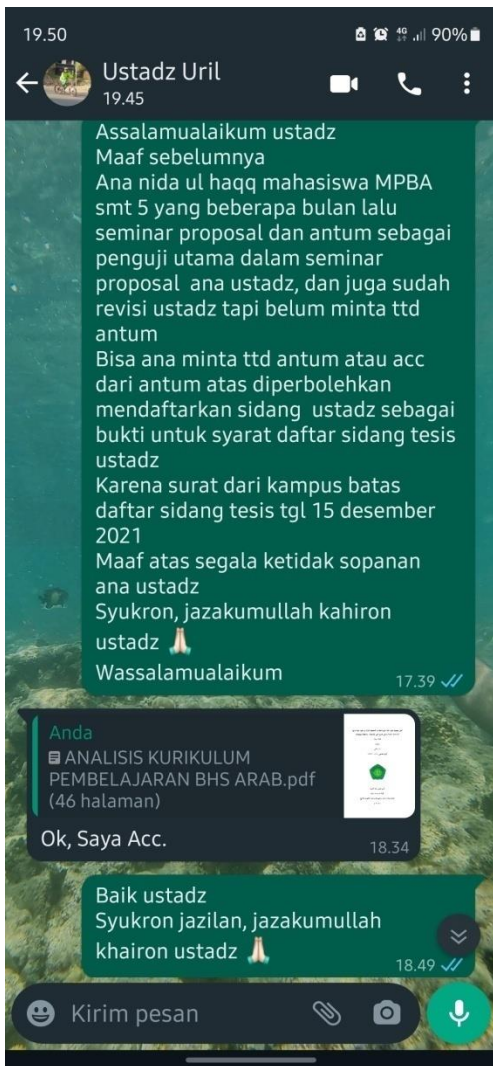 19.50
4G
90%
Ustadz Uril
19.45
Assalamualaikum ustadz
Maaf sebelumnya
Ana nida ul haqq mahasiswa MPBA
smt 5 yang beberapa bulan lalu
seminar proposal dan antum sebagai
penguji utama dalam seminar
proposal  ana ustadz, dan juga sudah
revisi ustadz tapi belum minta ttd
antum
Bisa ana minta ttd antum atau acc
dari antum atas diperbolehkan
mendaftarkan sidang  ustadz sebagai
bukti untuk syarat daftar sidang tesis
ustadz
Karena surat dari kampus batas
daftar sidang tesis tgl 15 desember
2021
Maaf atas segala ketidak sopanan
ana ustadz
Syukron, jazakumullah kahiron
ustadz 🙏🏻
Wassalamualaikum
17.39
Anda
ANALISIS KURIKULUM
PEMBELAJARAN BHS ARAB.pdf
(46 halaman)
Ok, Saya Acc.
18.34
Baik ustadz
Syukron jazilan, jazakumullah
khairon ustadz 🙏🏻
18.49
Kirim pesan